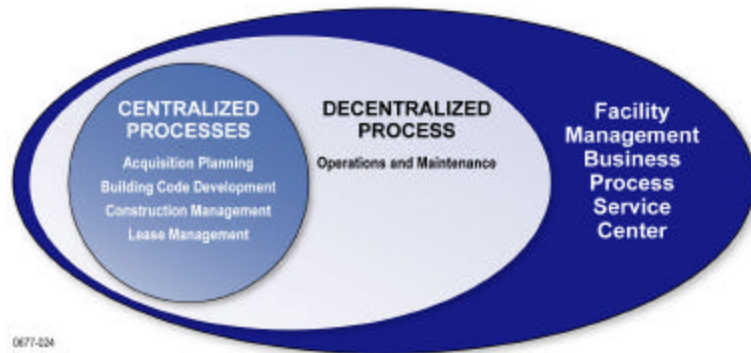 CENTRALIZED
PROCESSES
Acquisition Planning
Building Code Development
Construction Management
Lease Management
DECENTRALIZED
PROCESS
Operations and Maintenance
Facility
Management
Business
Process
Service
Center
0677-024